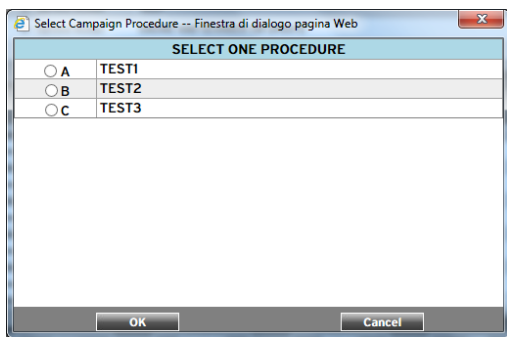 Select Campaign Procedure -- Finestra di dialogo pagina Web
SELECT ONE PROCEDURE
A TEST1
B TEST2
C TEST3
OK Cancel